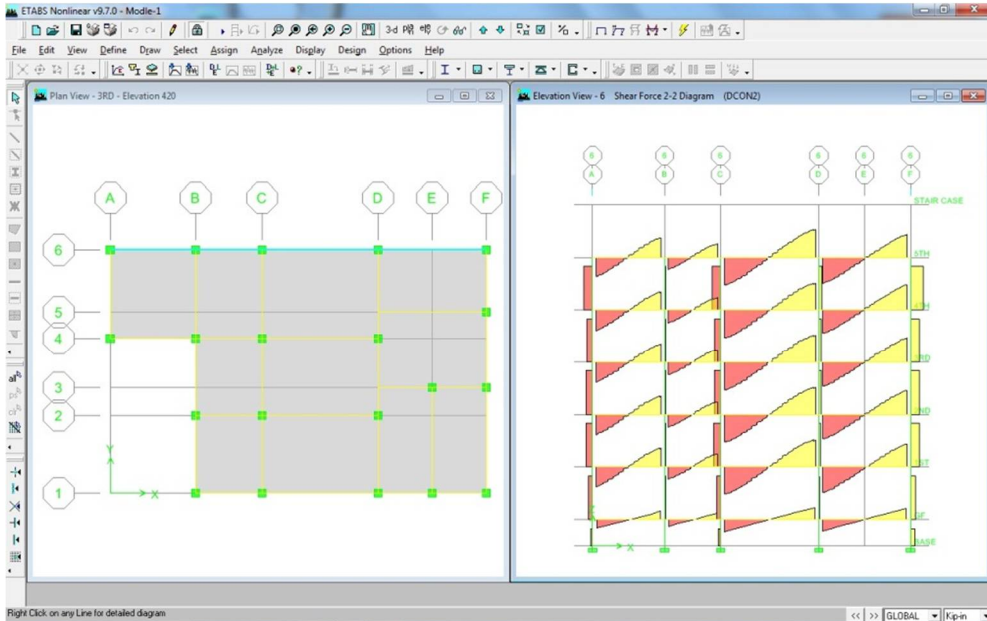 ETABS Nonlinear v9.7.0 - Modle-1
3-d
File Edit View Define Draw Select Assign Analyze Display Design Options Help
Plan View - 3RD - Elevation 420
Elevation View - 6 Shear Force 2-2 Diagram (DCON2)
6 6 6 6 6 6
A B C D E F
STAIR CASE
5TH
4TH
3RD
2ND
1ST
GF
BASE
X
A B C D E F
6
5
4
3
2
1
Y
X
all
Right Click on any Line for detailed diagram
<< >> GLOBAL Kip-in